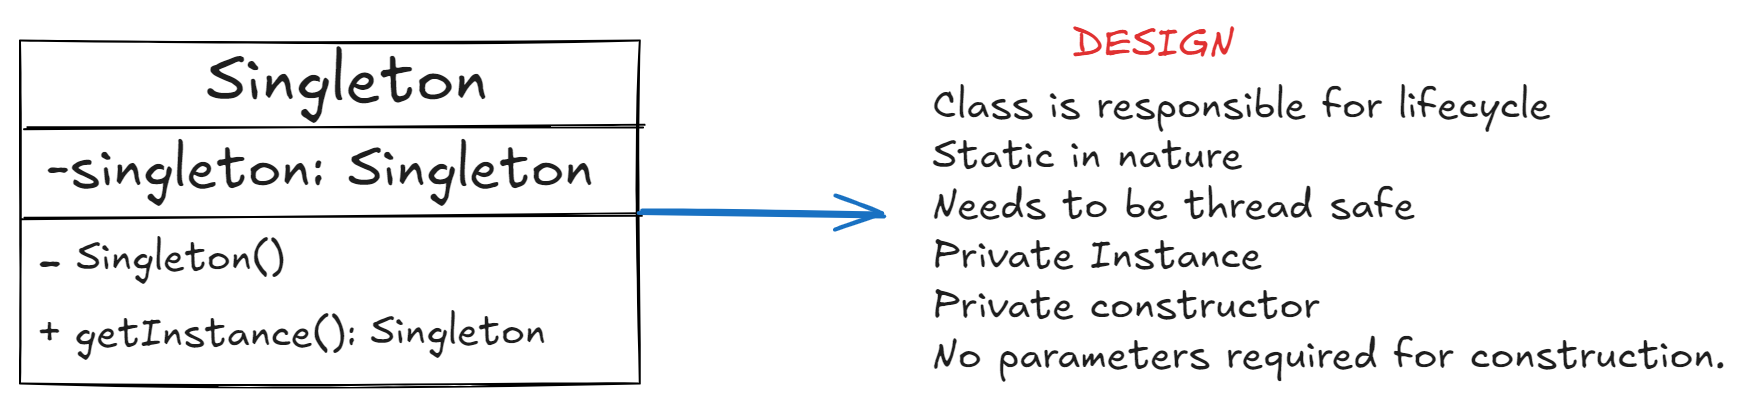 Singleton
-singleton: Singleton
- Singleton()
+ getInstance(): Singleton
DESIGN
Class is responsible for lifecycle
Static in nature
Needs to be thread safe
Private Instance
Private constructor
No parameters required for construction.